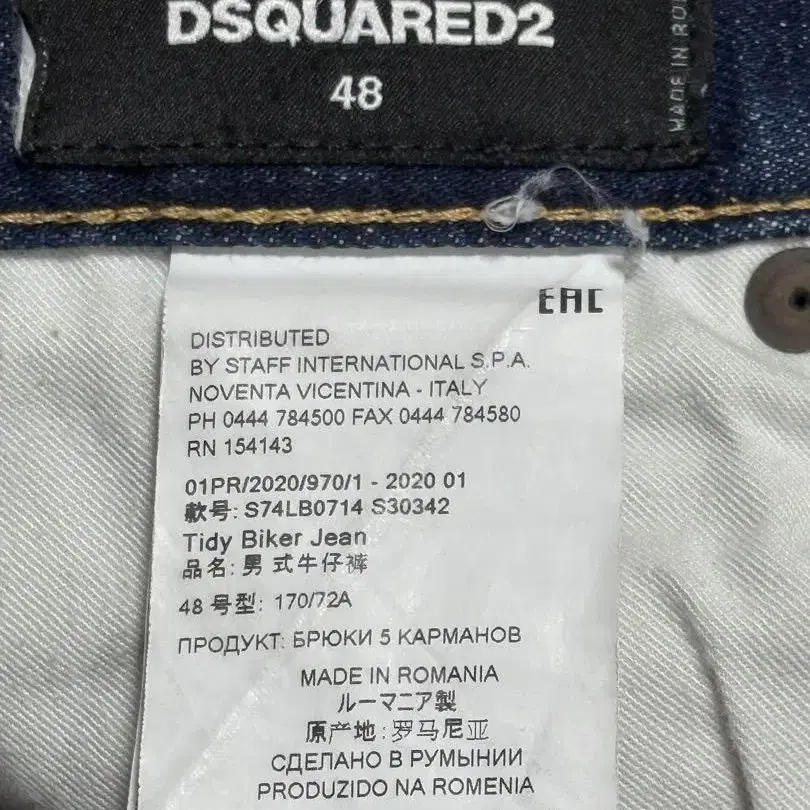 DSQUARED2
48
MADE IN RO
EAC
DISTRIBUTED
BY STAFF INTERNATIONAL S.P.A.
NOVENTA VICENTINA - ITALY
PH 0444 784500 FAX 0444 784580
RN 154143
01PR/2020/970/1 - 2020 01
款号: S74LB0714 S30342
Tidy Biker Jean
品名: 男 式牛仔裤
48 号型: 170/72A
ПРОДУКТ: БРЮКИ 5 КАРМАНОВ
MADE IN ROMANIA
ルーマニア製
原产地: 罗马尼亚
СДЕЛАНО В РУМЫНИИ
PRODUZIDO NA ROMENIA